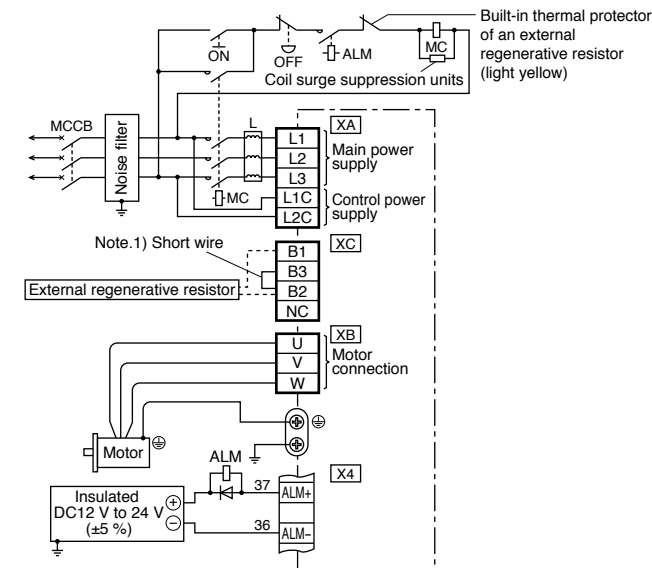 Built-in thermal protector
of an external
regenerative resistor
(light yellow)
ON
OFF
ALM
MC
Coil surge suppression units
MCCB
Noise filter
L
XA
L1
L2
L3
L1C
L2C
Main power
supply
Control power
supply
MC
Note.1) Short wire
XC
B1
B3
B2
NC
External regenerative resistor
XB
U
V
W
Motor
connection
Motor
ALM
X4
Insulated
DC12 V to 24 V
(±5 %)
+
−
37
ALM+
36
ALM−